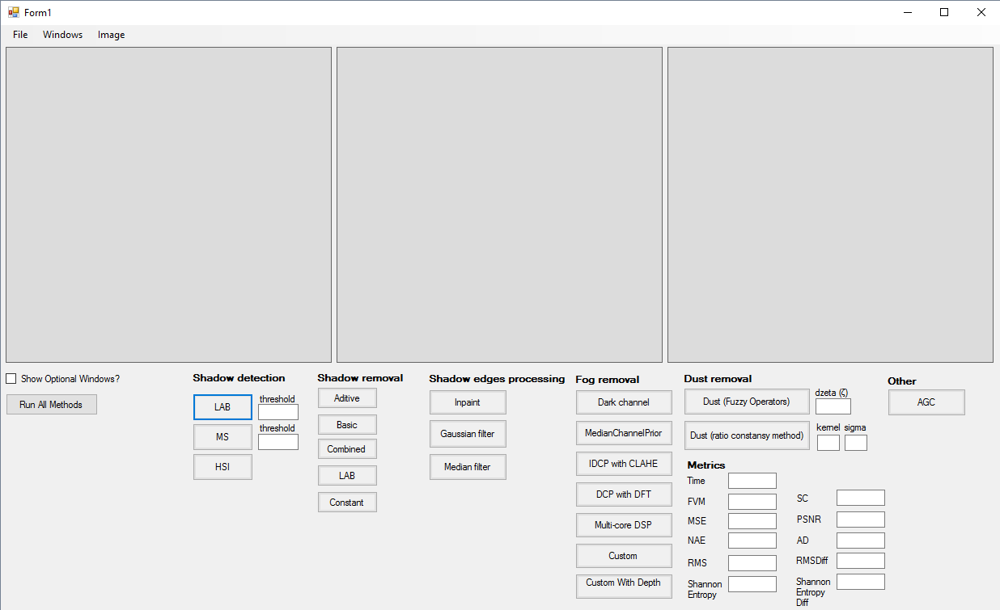 Form1
File Windows Image
Show Optional Windows?
Run All Methods
Shadow detection
LAB
threshold
MS
threshold
HSI
Shadow removal
Aditive
Basic
Combined
LAB
Constant
Shadow edges processing
Inpaint
Gaussian filter
Median filter
Fog removal
Dark channel
MedianChannelPrior
IDCP with CLAHE
DCP with DFT
Multi-core DSP
Custom
Custom With Depth
Dust removal
Dust (Fuzzy Operators)
dzeta (ζ)
Dust (ratio constansy method)
kernel sigma
Metrics
Time
FVM
MSE
NAE
RMS
Shannon
Entropy
SC
PSNR
AD
RMSDiff
Shannon
Entropy
Diff
Other
AGC